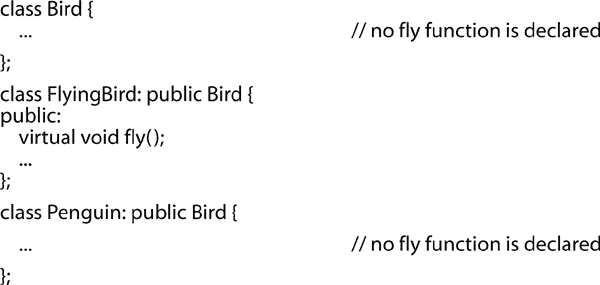 class Bird {
... // no fly function is declared
};
class FlyingBird: public Bird {
public:
virtual void fly();
...
};
class Penguin: public Bird {
... // no fly function is declared
};